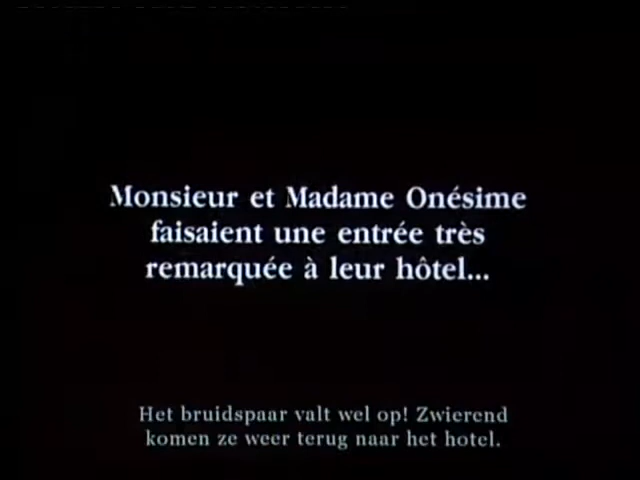 Monsieur et Madame Onésime
faisaient une entrée très
remarquée à leur hôtel...
Het bruidspaar valt wel op! Zwierend
komen ze weer terug naar het hotel.